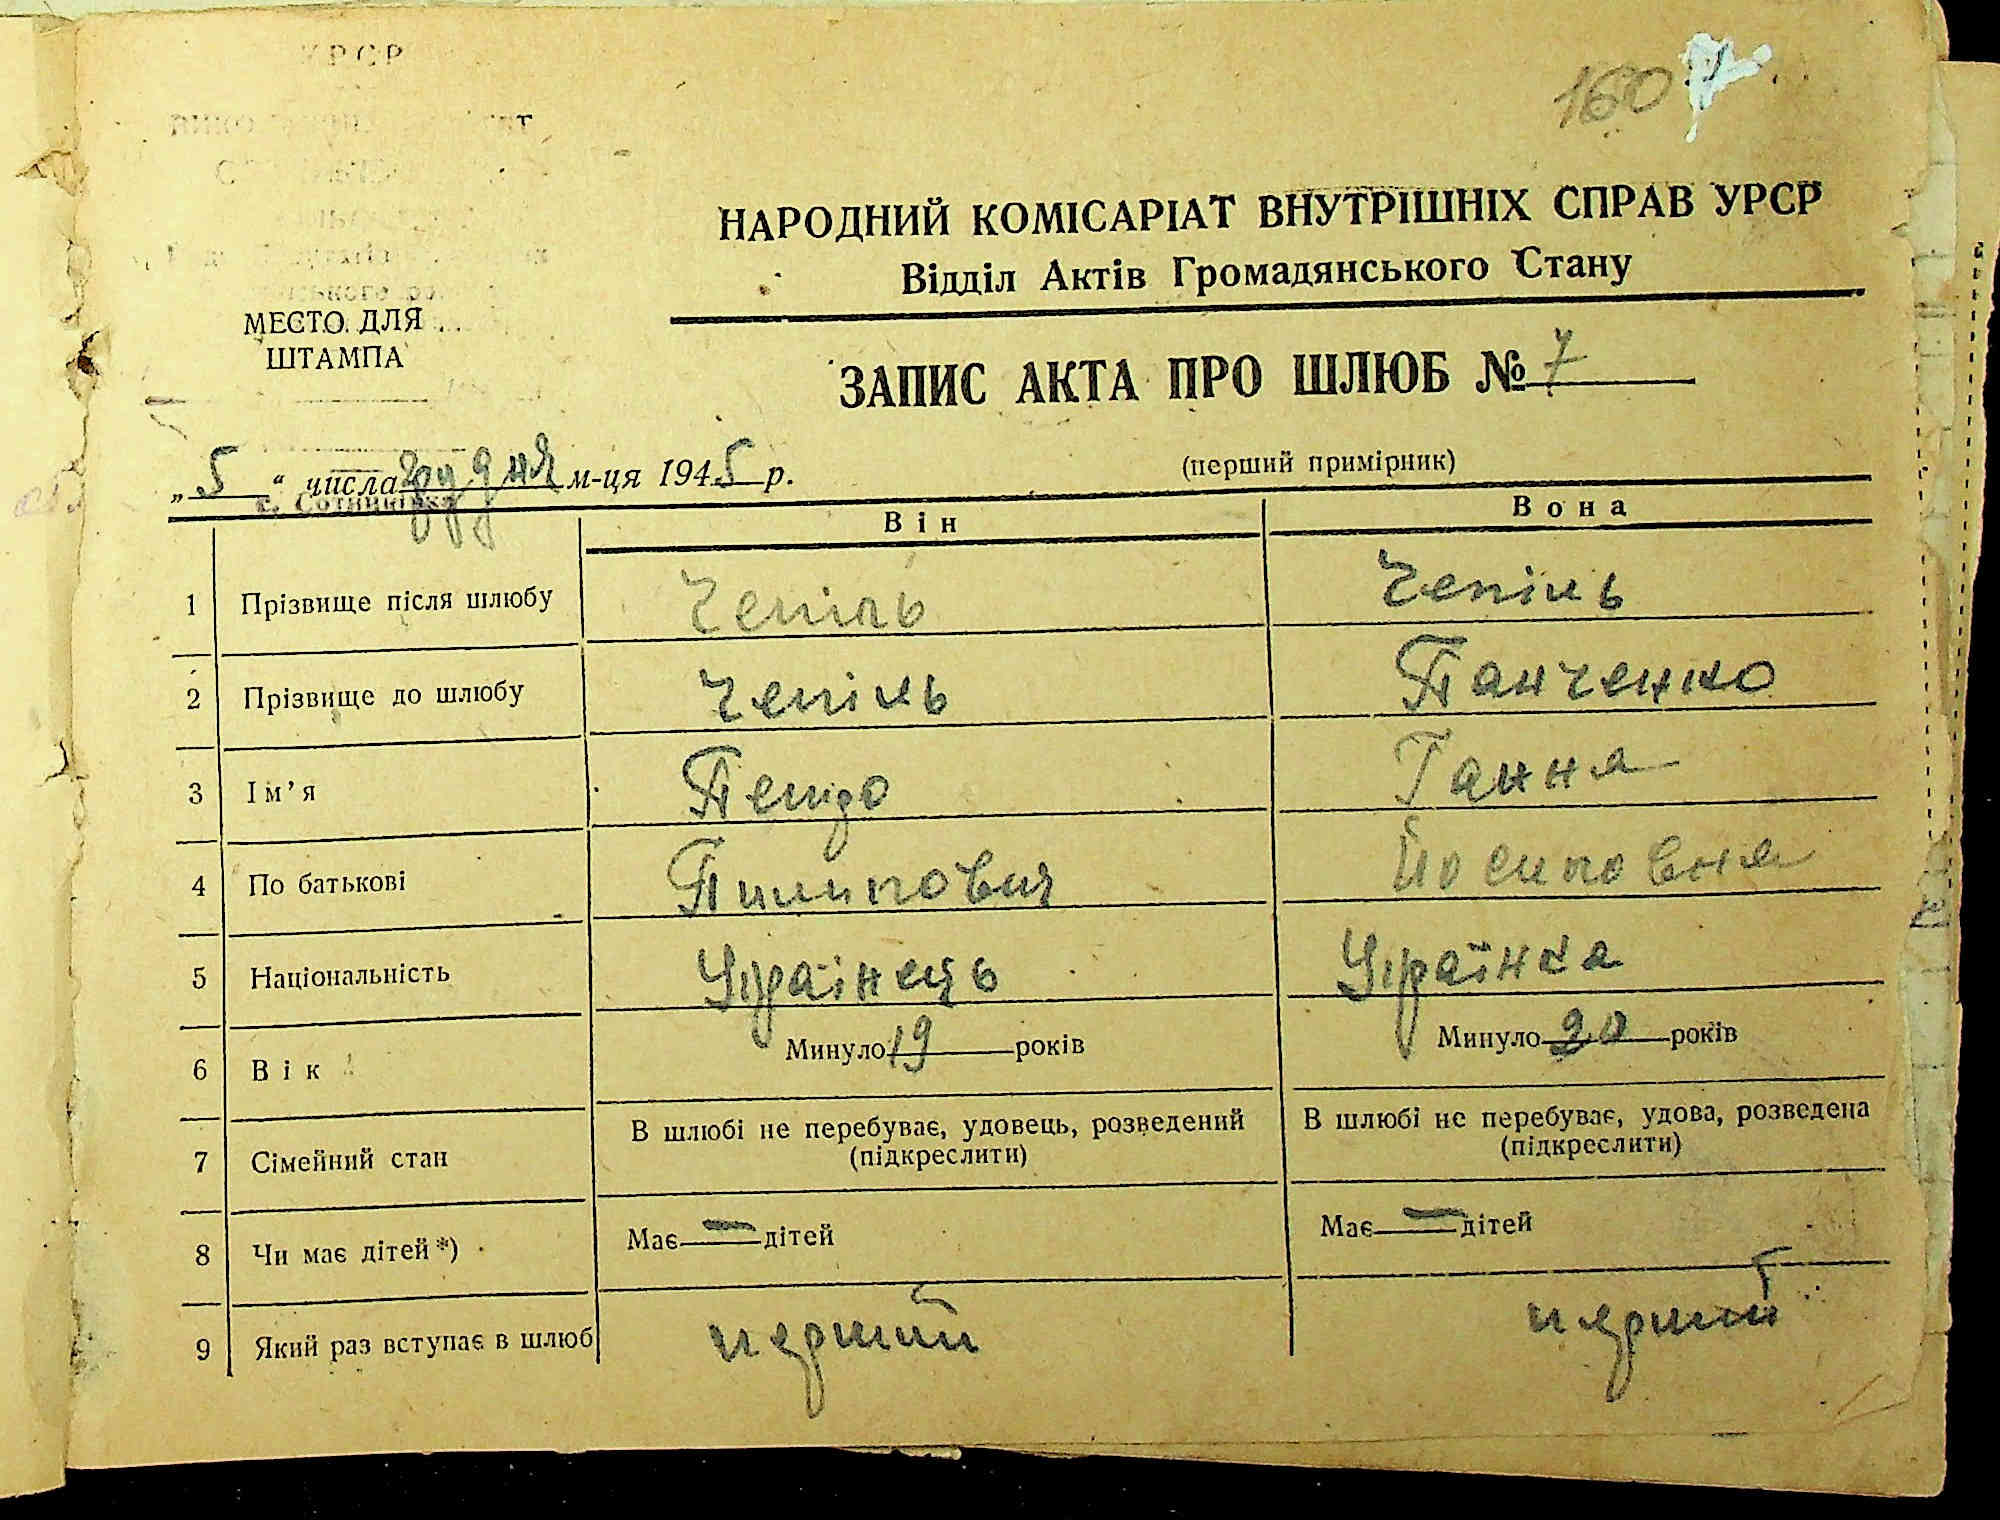 УРСР
160
НАРОДНИЙ КОМІСАРІАТ ВНУТРІШНІХ СПРАВ УРСР
Відділ Актів Громадянського Стану
МЕСТО ДЛЯ
ШТАМПА
ЗАПИС АКТА ПРО ШЛЮБ № 7
„ 5 “ числа грудня м-ця 1945 р.
(перший примірник)
Він Вона
1 Прізвище після шлюбу Чепіль Чепіль
2 Прізвище до шлюбу Чепіль Панченко
3 Ім’я Петро Ганна
4 По батькові Пилипович Йосиповна
5 Національність Українець Українка
6 Вік Минуло 19 років Минуло 20 років
7 Сімейний стан В шлюбі не перебуває, удовець, розведений (підкреслити) В шлюбі не перебуває, удова, розведена (підкреслити)
8 Чи має дітей*) Має — дітей Має — дітей
9 Який раз вступає в шлюб перший перший